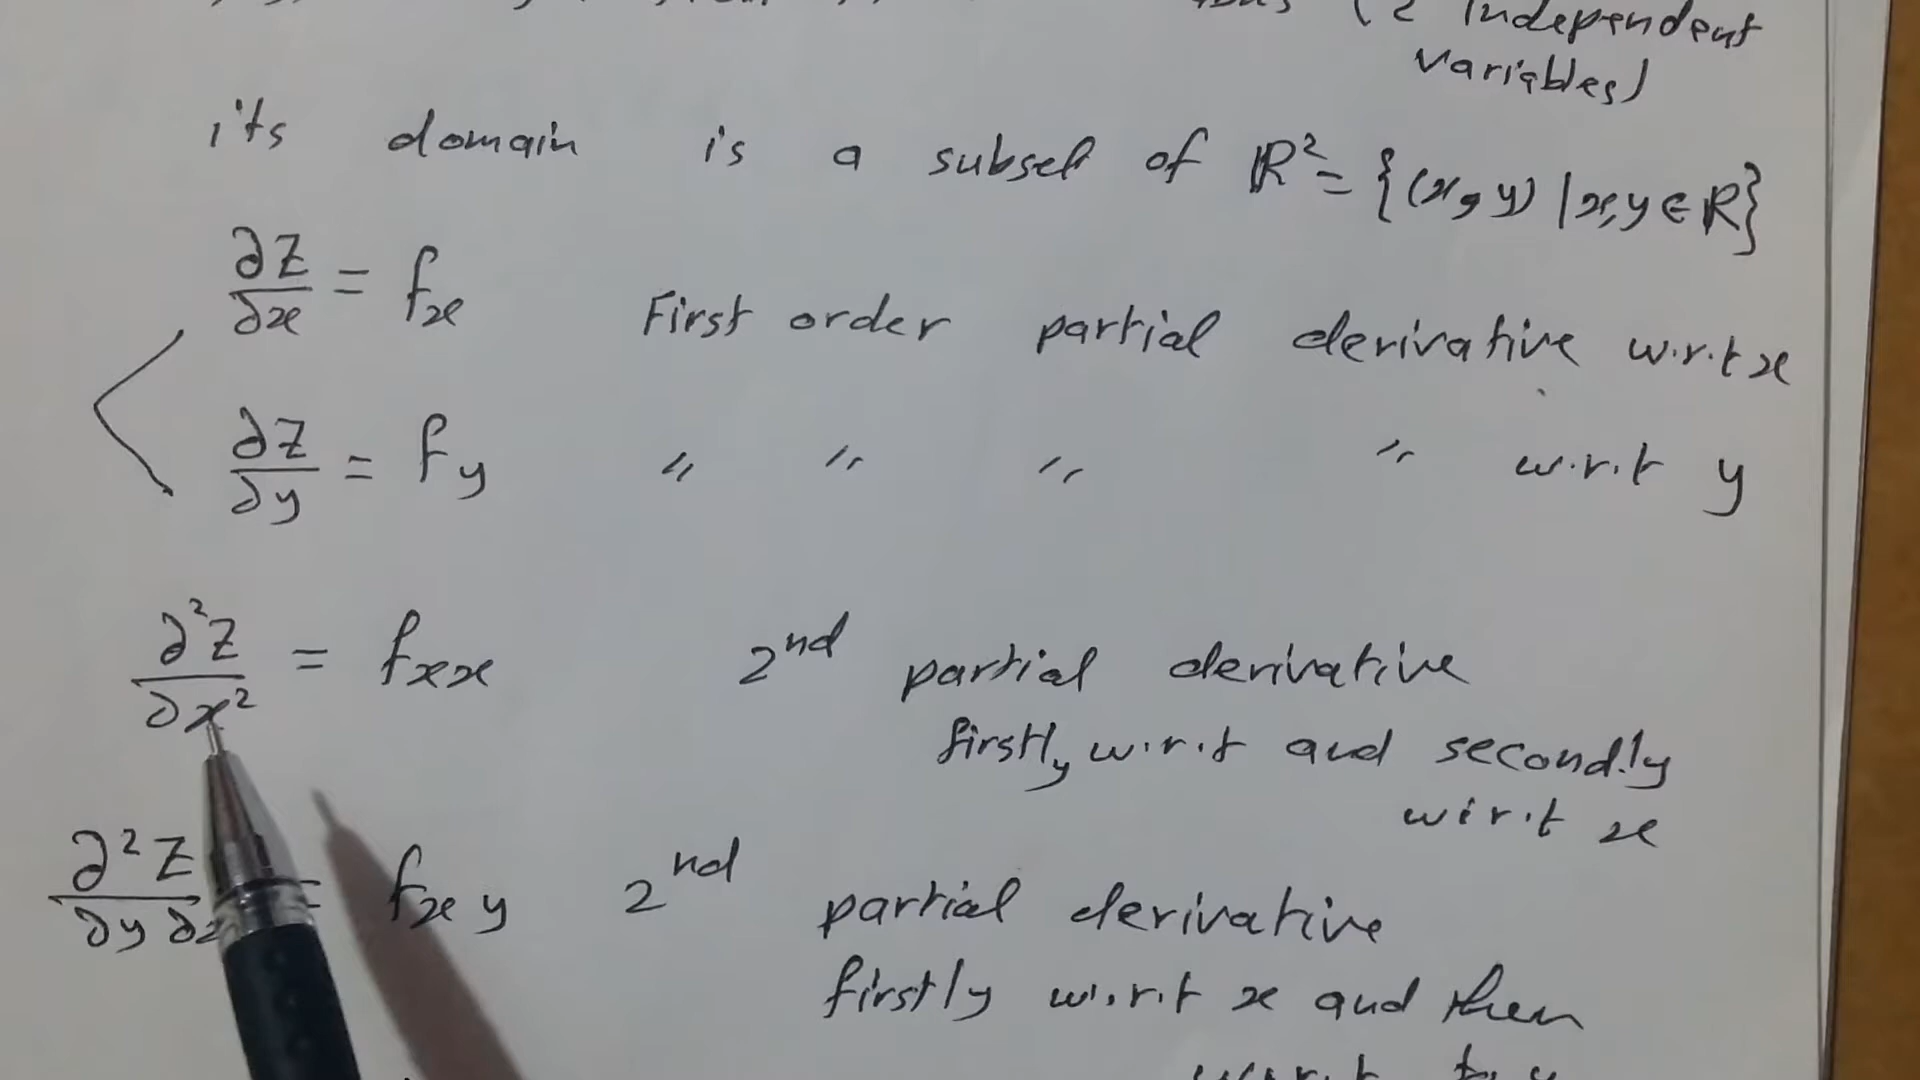 (2 Independent
variables)
its domain is a subset of ℝ² = {(x, y) | x, y ∈ ℝ}
∂z/∂x = fx First order partial derivative w.r.t x
∂z/∂y = fy " " " " w.r.t y
∂²z/∂x² = fxx 2nd partial derivative
firstly w.r.t and secondly
w.r.t x
∂²z/∂y ∂ = fxy 2nd partial derivative
firstly w.r.t x and then